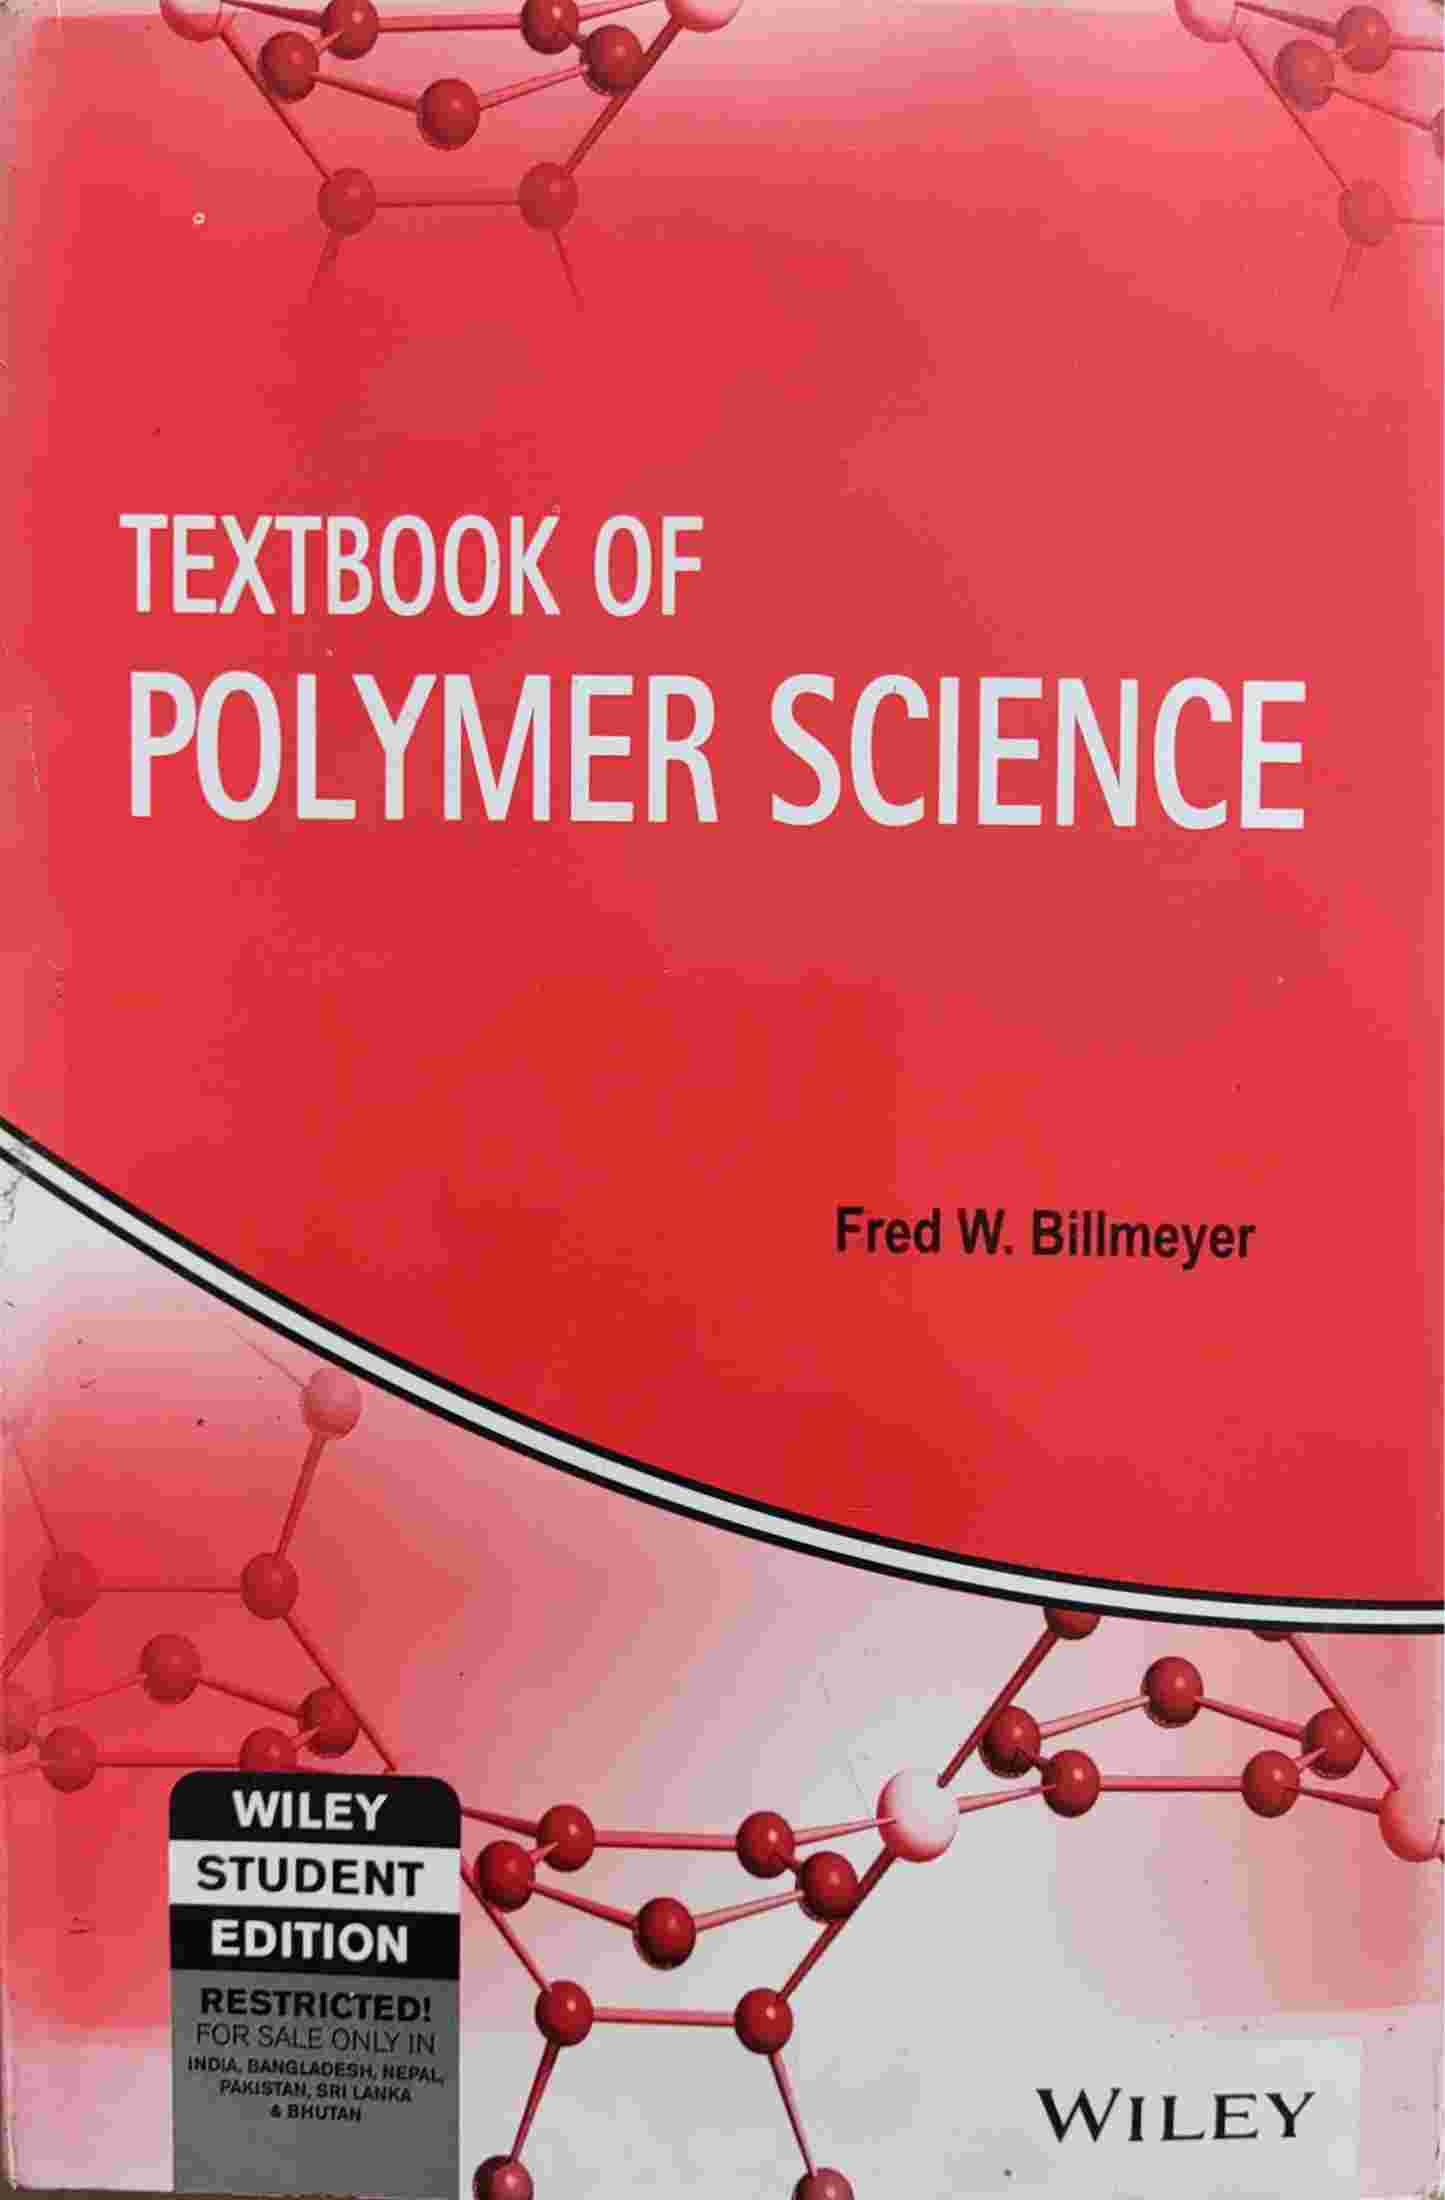 TEXTBOOK OF
POLYMER SCIENCE
Fred W. Billmeyer
WILEY
STUDENT
EDITION
RESTRICTED!
FOR SALE ONLY IN
INDIA, BANGLADESH, NEPAL,
PAKISTAN, SRI LANKA
& BHUTAN
WILEY